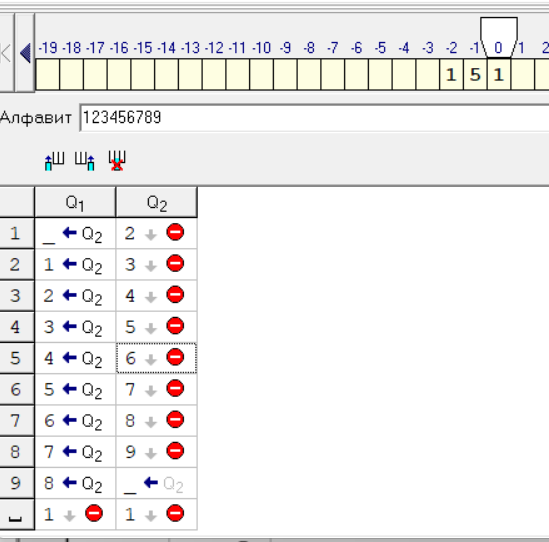 -19 -18 -17 -16 -15 -14 -13 -12 -11 -10 -9 -8 -7 -6 -5 -4 -3 -2 -1 0 1 2
1 5 1
Алфавит 123456789
Q1 Q2
1 _ ← Q2 2 ↓
2 1 ← Q2 3 ↓
3 2 ← Q2 4 ↓
4 3 ← Q2 5 ↓
5 4 ← Q2 6 ↓
6 5 ← Q2 7 ↓
7 6 ← Q2 8 ↓
8 7 ← Q2 9 ↓
9 8 ← Q2 _ ← Q2
␣ 1 ↓ 1 ↓